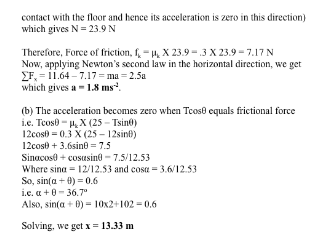 contact with the floor and hence its acceleration is zero in this direction)
which gives N = 23.9 N
Therefore, Force of friction, fₖ = μₖ X 23.9 = .3 X 23.9 = 7.17 N
Now, applying Newton's second law in the horizontal direction, we get
∑Fₓ = 11.64 – 7.17 = ma = 2.5a
which gives a = 1.8 ms⁻².
(b) The acceleration becomes zero when Tcosθ equals frictional force
i.e. Tcosθ = μₖ X (25 – Tsinθ)
12cosθ = 0.3 X (25 – 12sinθ)
12cosθ + 3.6sinθ = 7.5
Sinαcosθ + cosαsinθ = 7.5/12.53
Where sinα = 12/12.53 and cosα = 3.6/12.53
So, sin(α + θ) = 0.6
i.e. α + θ = 36.7º
Also, sin(α + θ) = 10x2+102 = 0.6
Solving, we get x = 13.33 m